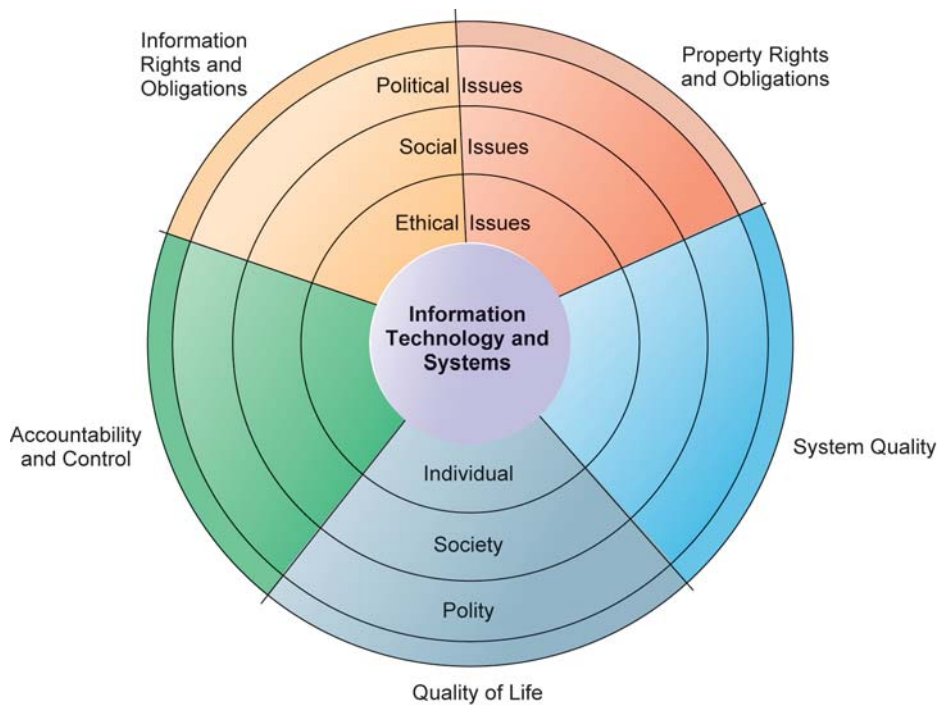 Information
Rights and
Obligations
Property Rights
and Obligations
Political Issues
Social Issues
Ethical Issues
Information
Technology and
Systems
Accountability
and Control
System Quality
Individual
Society
Polity
Quality of Life